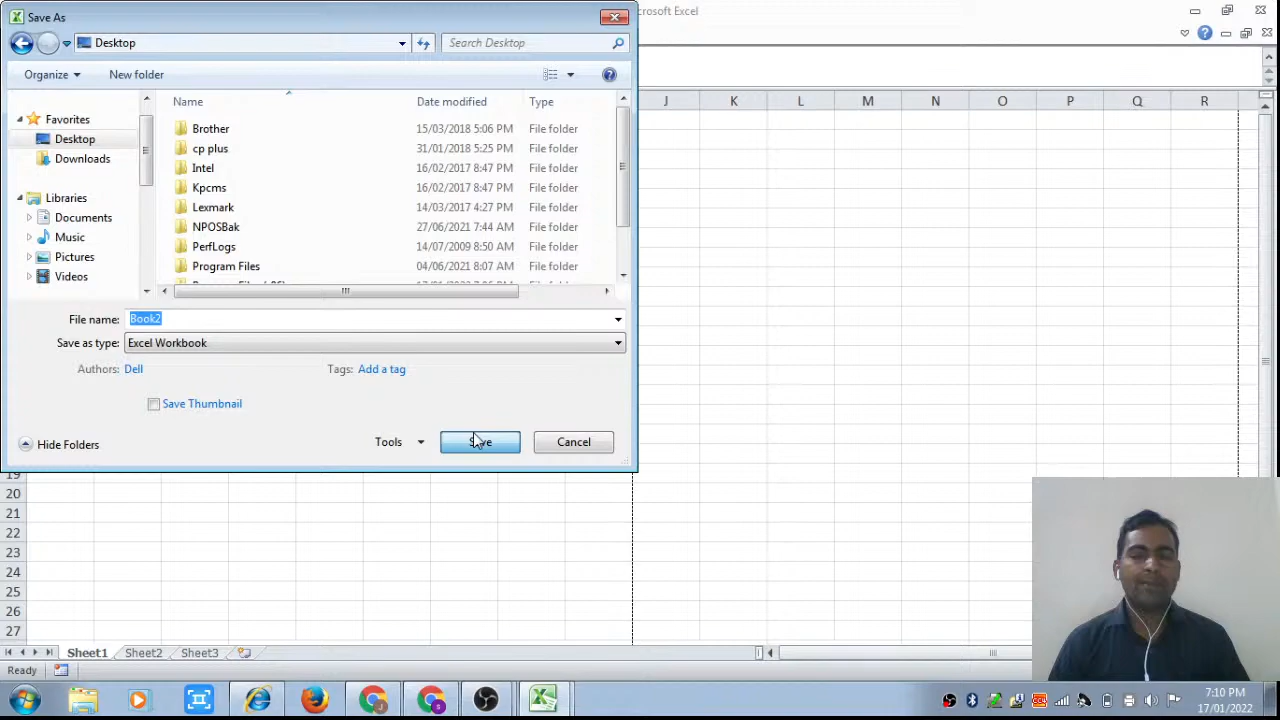 Save As
crosoft Excel
Desktop
Search Desktop
Organize
New folder
Name
Date modified
Type
Favorites
Desktop
Downloads
Libraries
Documents
Music
Pictures
Videos
Brother 15/03/2018 5:06 PM File folder
cp plus 31/01/2018 5:25 PM File folder
Intel 16/02/2017 8:47 PM File folder
Kpcms 16/02/2017 8:47 PM File folder
Lexmark 14/03/2017 4:27 PM File folder
NPOSBak 27/06/2021 7:44 AM File folder
PerfLogs 14/07/2009 8:50 AM File folder
Program Files 04/06/2021 8:07 AM File folder
File name: Book2
Save as type: Excel Workbook
Authors: Dell
Tags: Add a tag
Save Thumbnail
Hide Folders
Tools
Save
Cancel
J K L M N O P Q R
19
20
21
22
23
24
25
26
27
Sheet1 Sheet2 Sheet3
Ready
7:10 PM
17/01/2022